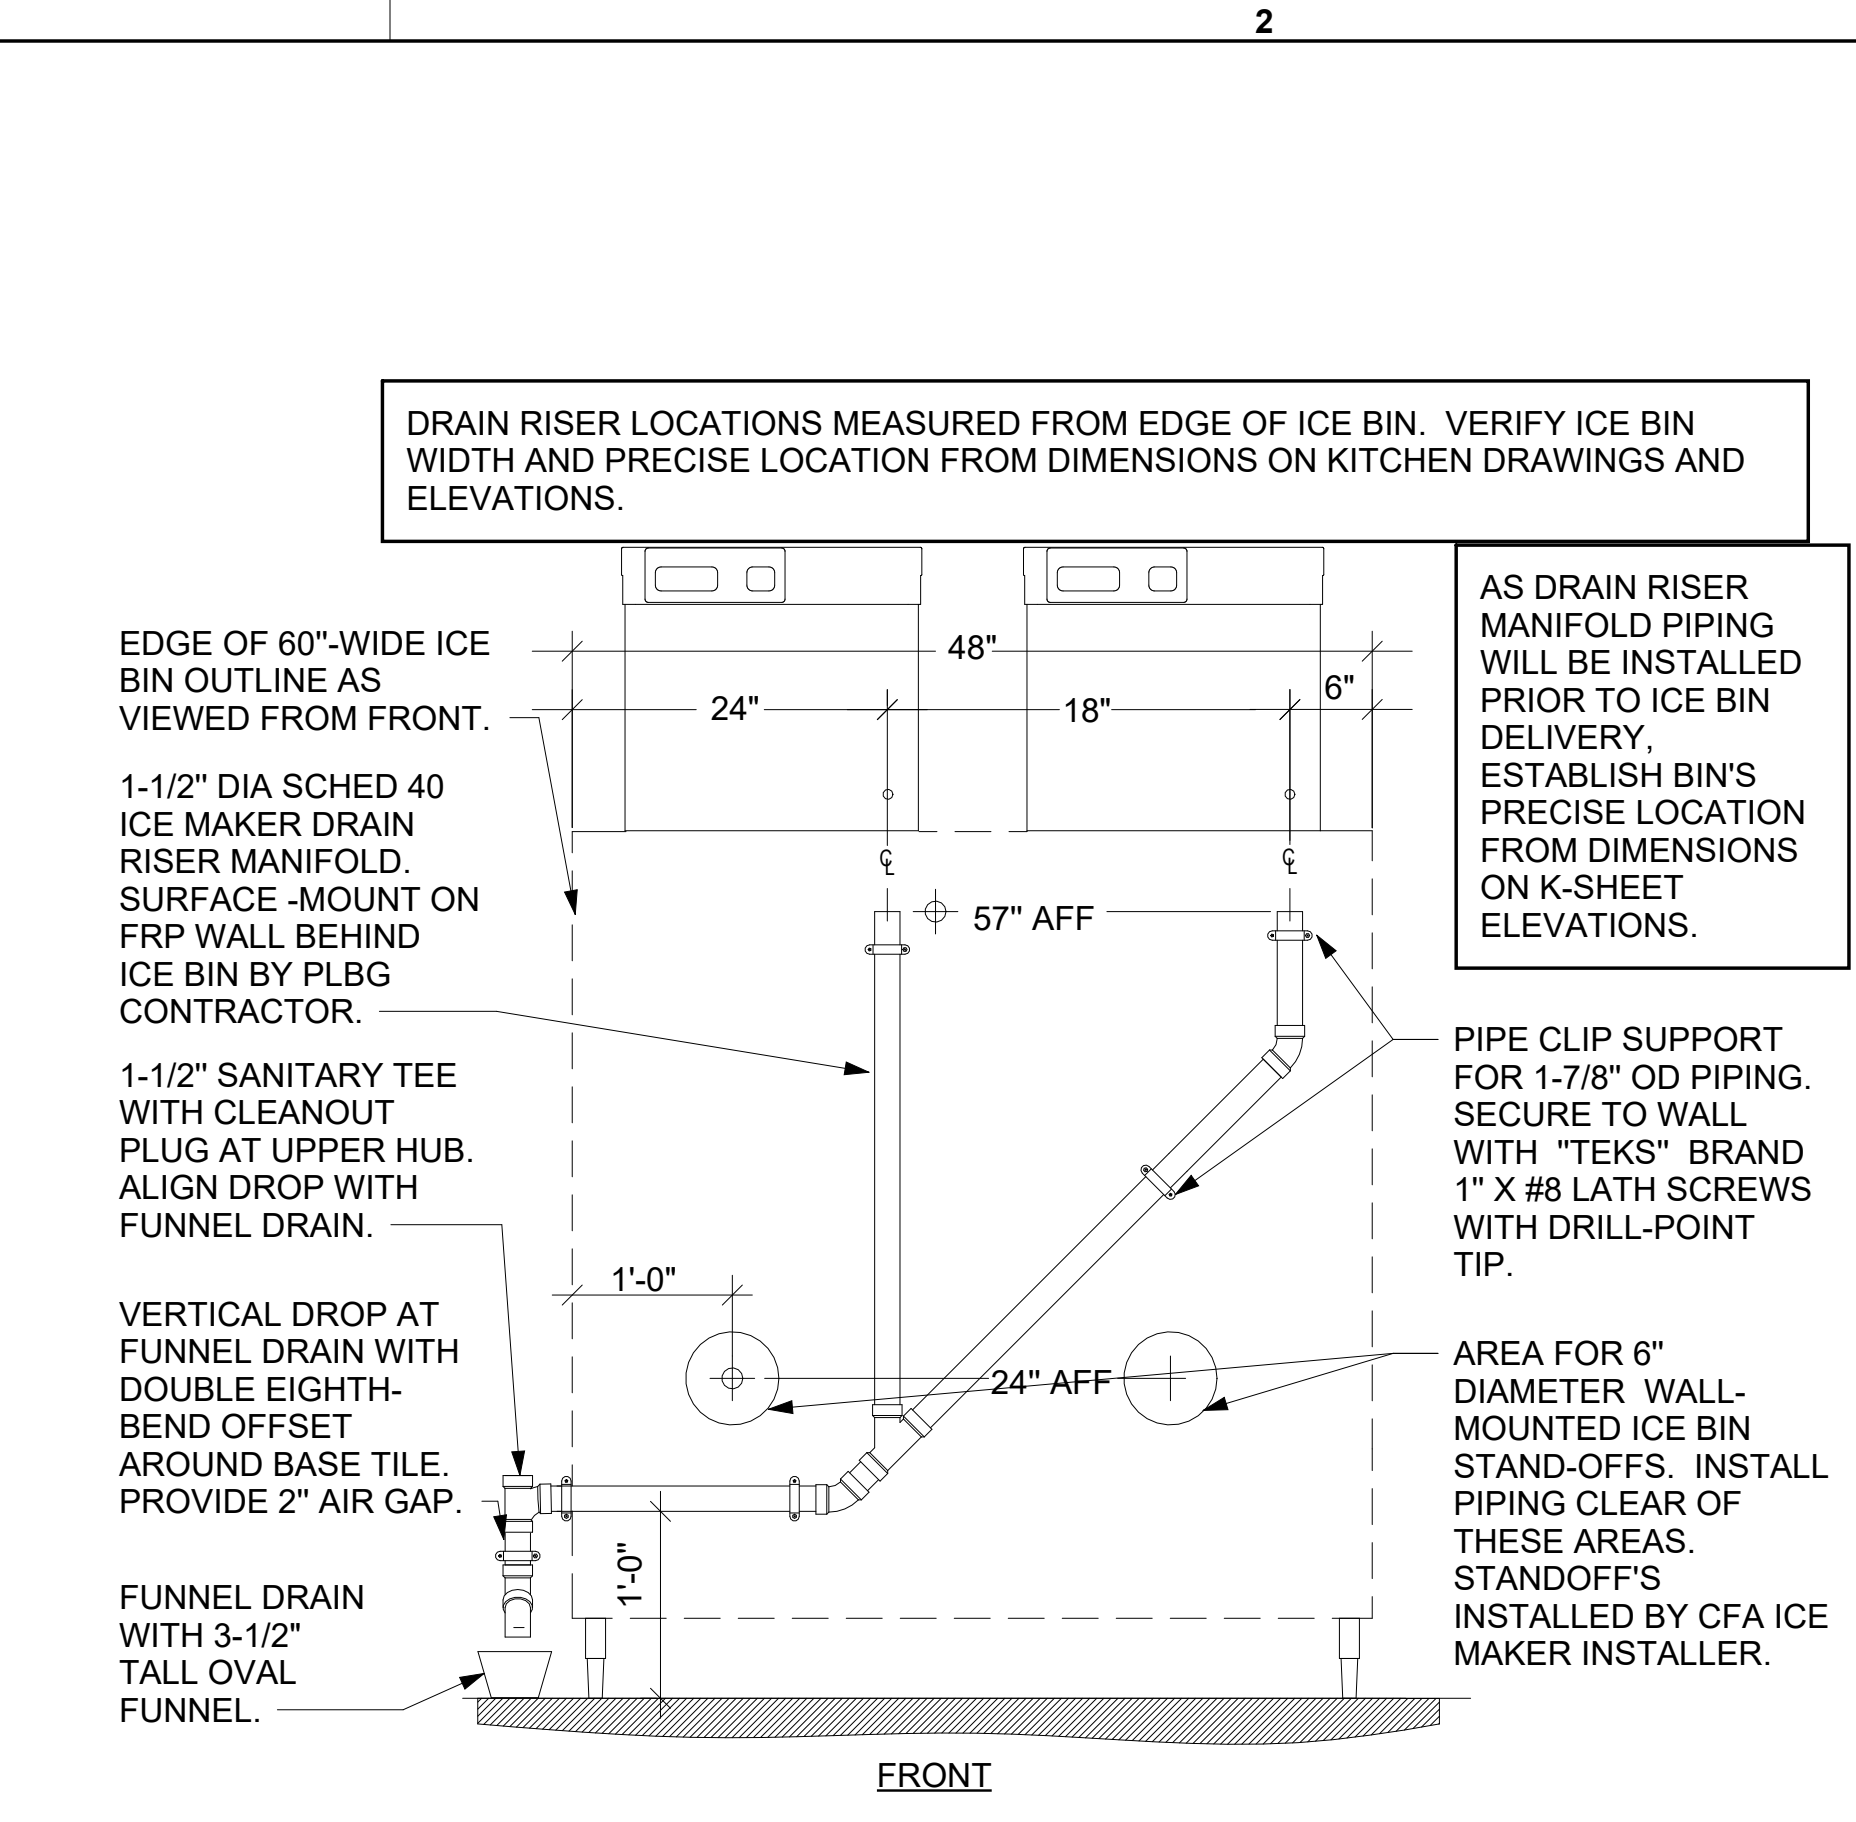 2
DRAIN RISER LOCATIONS MEASURED FROM EDGE OF ICE BIN. VERIFY ICE BIN
WIDTH AND PRECISE LOCATION FROM DIMENSIONS ON KITCHEN DRAWINGS AND
ELEVATIONS.
AS DRAIN RISER
MANIFOLD PIPING
WILL BE INSTALLED
PRIOR TO ICE BIN
DELIVERY,
ESTABLISH BIN'S
PRECISE LOCATION
FROM DIMENSIONS
ON K-SHEET
ELEVATIONS.
EDGE OF 60"-WIDE ICE
BIN OUTLINE AS
VIEWED FROM FRONT.
48"
24"
18"
6"
1-1/2" DIA SCHED 40
ICE MAKER DRAIN
RISER MANIFOLD.
SURFACE -MOUNT ON
FRP WALL BEHIND
ICE BIN BY PLBG
CONTRACTOR.
℄
℄
57" AFF
1-1/2" SANITARY TEE
WITH CLEANOUT
PLUG AT UPPER HUB.
ALIGN DROP WITH
FUNNEL DRAIN.
PIPE CLIP SUPPORT
FOR 1-7/8" OD PIPING.
SECURE TO WALL
WITH "TEKS" BRAND
1" X #8 LATH SCREWS
WITH DRILL-POINT
TIP.
1'-0"
VERTICAL DROP AT
FUNNEL DRAIN WITH
DOUBLE EIGHTH-
BEND OFFSET
AROUND BASE TILE.
PROVIDE 2" AIR GAP.
24" AFF
AREA FOR 6"
DIAMETER WALL-
MOUNTED ICE BIN
STAND-OFFS. INSTALL
PIPING CLEAR OF
THESE AREAS.
STANDOFF'S
INSTALLED BY CFA ICE
MAKER INSTALLER.
1'-0"
FUNNEL DRAIN
WITH 3-1/2"
TALL OVAL
FUNNEL.
FRONT